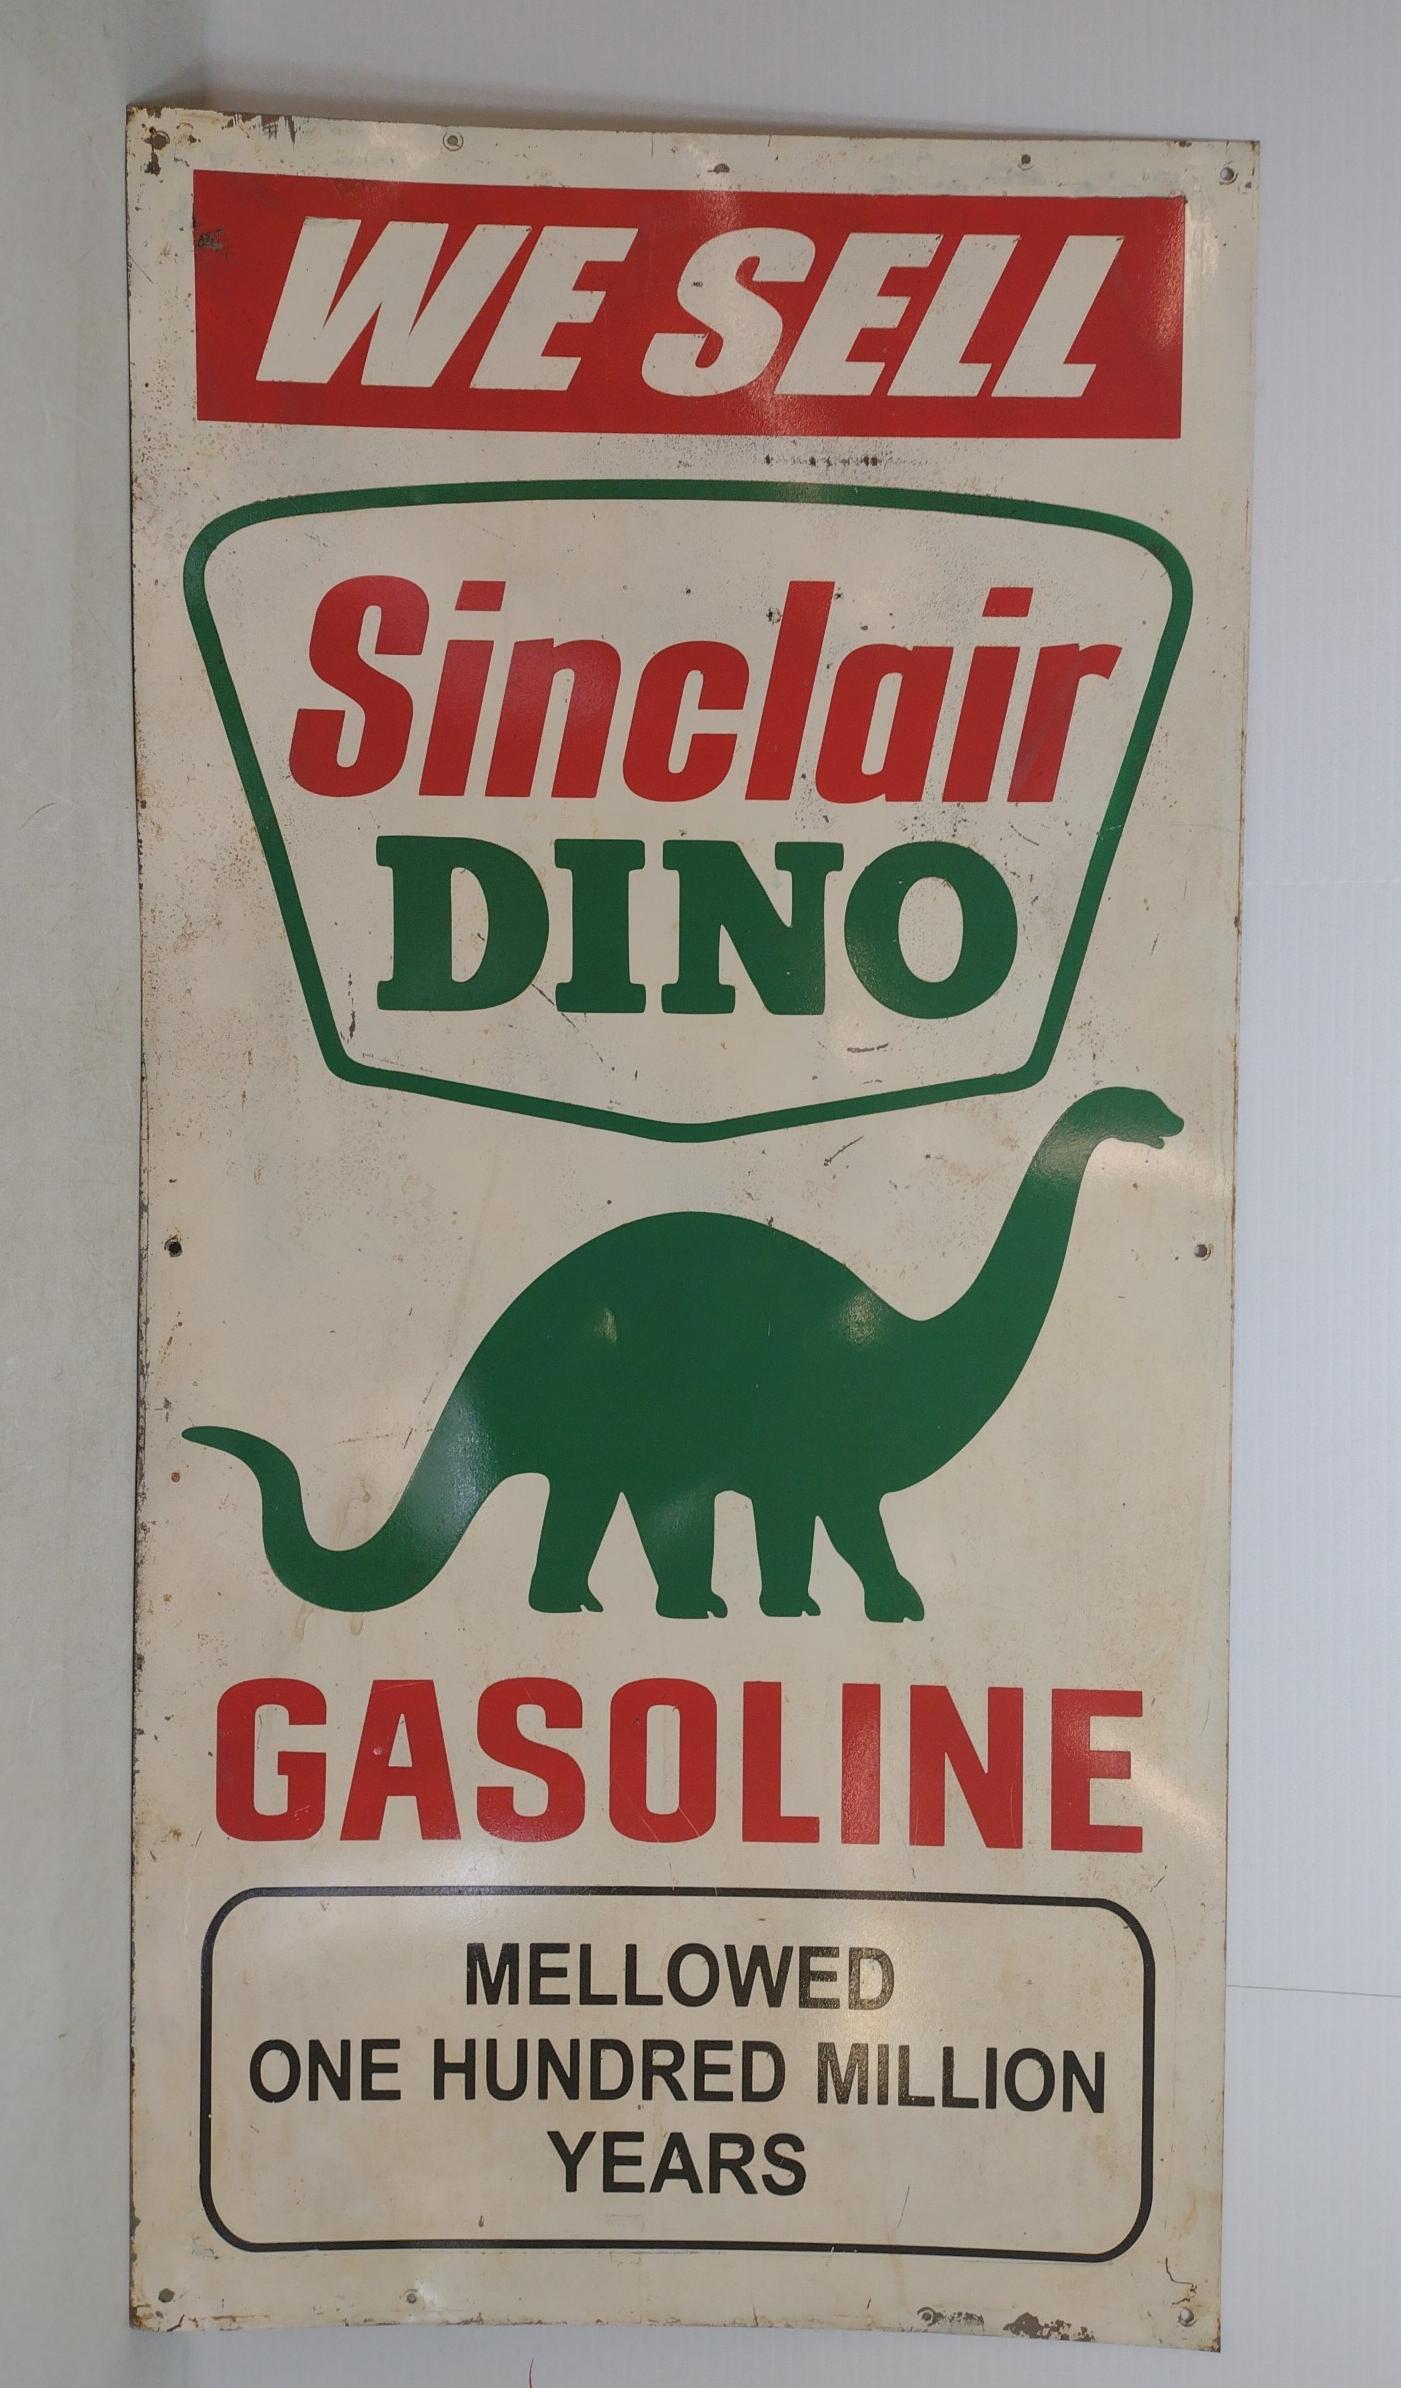 WE SELL
Sinclair
DINO
GASOLINE
MELLOWED
ONE HUNDRED MILLION
YEARS